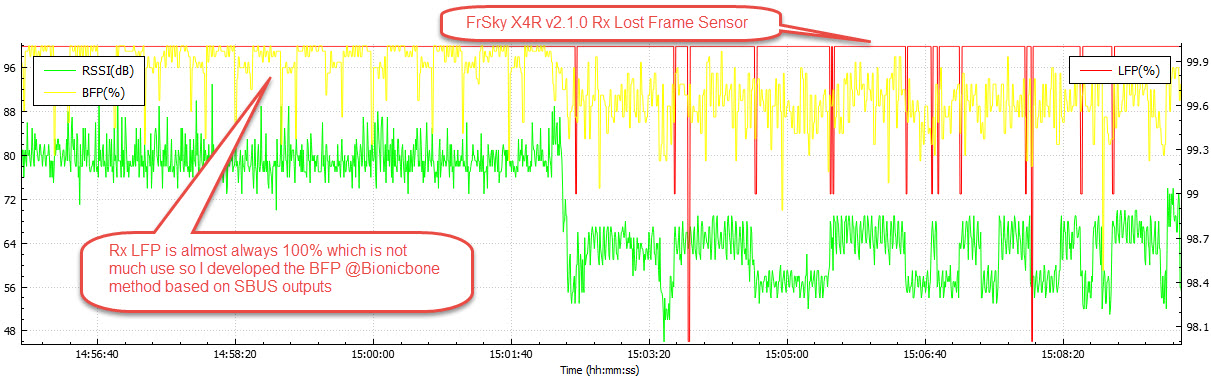 FrSky X4R v2.1.0 Rx Lost Frame Sensor
RSSI(dB)
BFP(%)
LFP(%)
96
88
80
72
64
56
48
99.9
99.6
99.3
99
98.7
98.4
98.1
Rx LFP is almost always 100% which is not
much use so I developed the BFP @Bionicbone
method based on SBUS outputs
14:56:40 14:58:20 15:00:00 15:01:40 15:03:20 15:05:00 15:06:40 15:08:20
Time (hh:mm:ss)